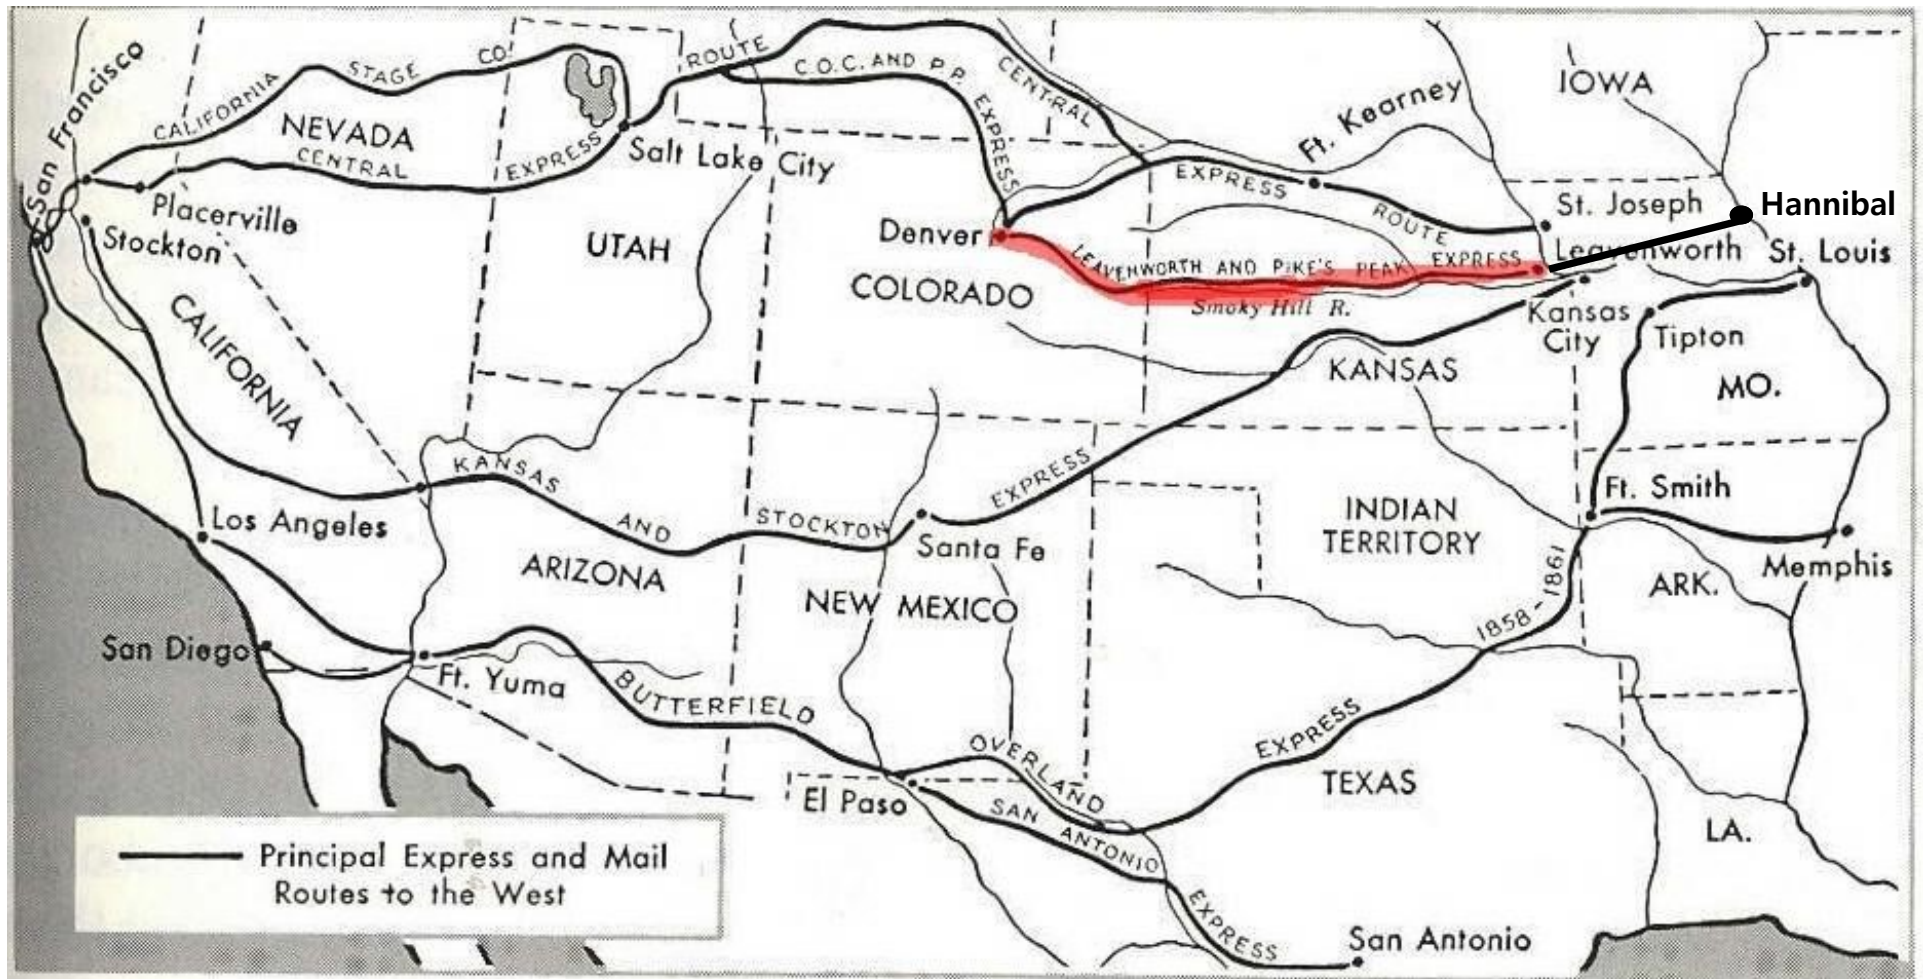 San Francisco
CALIFORNIA STAGE CO.
ROUTE
C.O.C. AND P.P. EXPRESS
CENTRAL
IOWA
NEVADA
CENTRAL EXPRESS
Salt Lake City
Ft. Kearney
EXPRESS ROUTE
St. Joseph
Hannibal
Placerville
Stockton
UTAH
Denver
LEAVENWORTH AND PIKE'S PEAK EXPRESS
Leavenworth
St. Louis
COLORADO
Smoky Hill R.
Kansas
City
Tipton
CALIFORNIA
KANSAS
MO.
KANSAS AND STOCKTON EXPRESS
Los Angeles
Santa Fe
INDIAN
TERRITORY
Ft. Smith
ARIZONA
NEW MEXICO
ARK.
Memphis
San Diego
Ft. Yuma
BUTTERFIELD OVERLAND EXPRESS 1858-1861
El Paso
TEXAS
SAN ANTONIO EXPRESS
LA.
San Antonio
Principal Express and Mail
Routes to the West